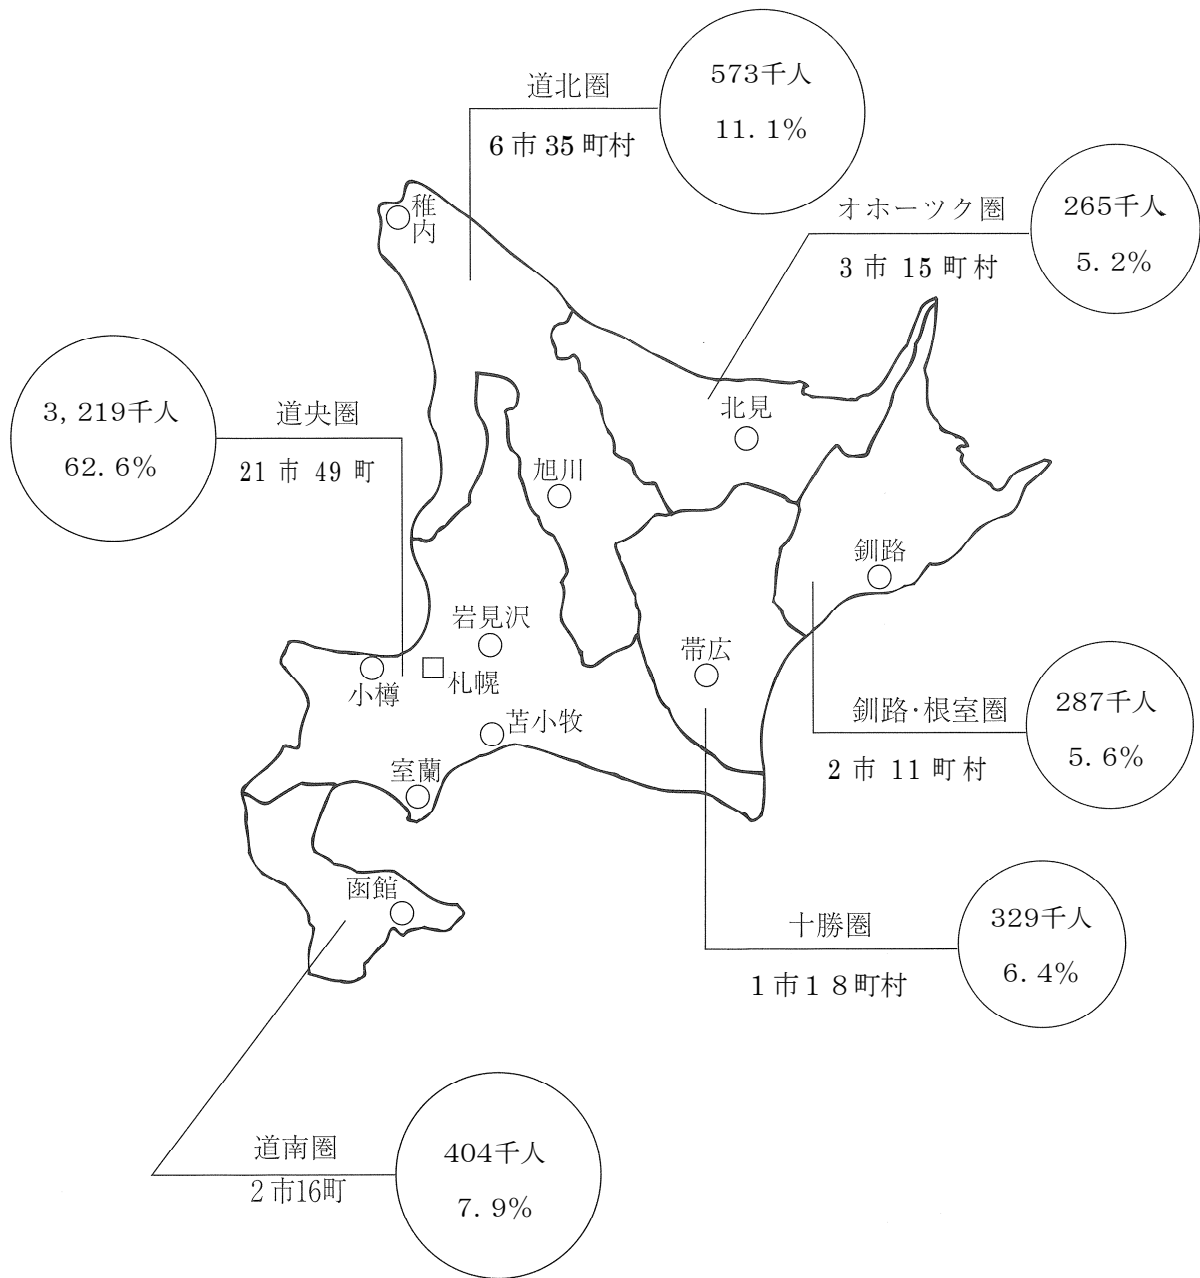 道北圏
6市35町村
573千人
11.1%
オホーツク圏
3市15町村
265千人
5.2%
稚内
3,219千人
62.6%
道央圏
21市49町
北見
旭川
釧路
岩見沢
帯広
小樽
札幌
苫小牧
室蘭
釧路・根室圏
2市11町村
287千人
5.6%
函館
十勝圏
1市18町村
329千人
6.4%
道南圏
2市16町
404千人
7.9%